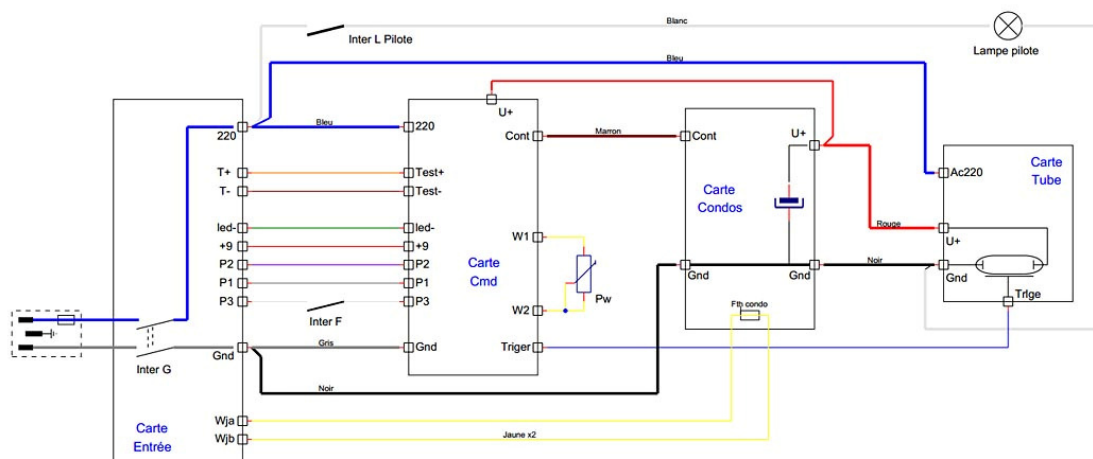 Blanc
Inter L Pilote
Lampe pilote
Bleu
U+
220
Bleu
220
Cont
Marron
Cont
U+
Carte
Tube
T+
Test+
Ac220
T-
Test-
Carte
Condos
led-
led-
Rouge
U+
W1
+9
+9
P2
P2
Carte
Cmd
Gnd
Gnd
Noir
Gnd
P1
P1
P3
Inter F
P3
Pw
W2
Fth condo
TrIge
Gnd
Gris
Gnd
Triger
Inter G
Noir
Wja
Carte
Entrée
Wjb
Jaune x2